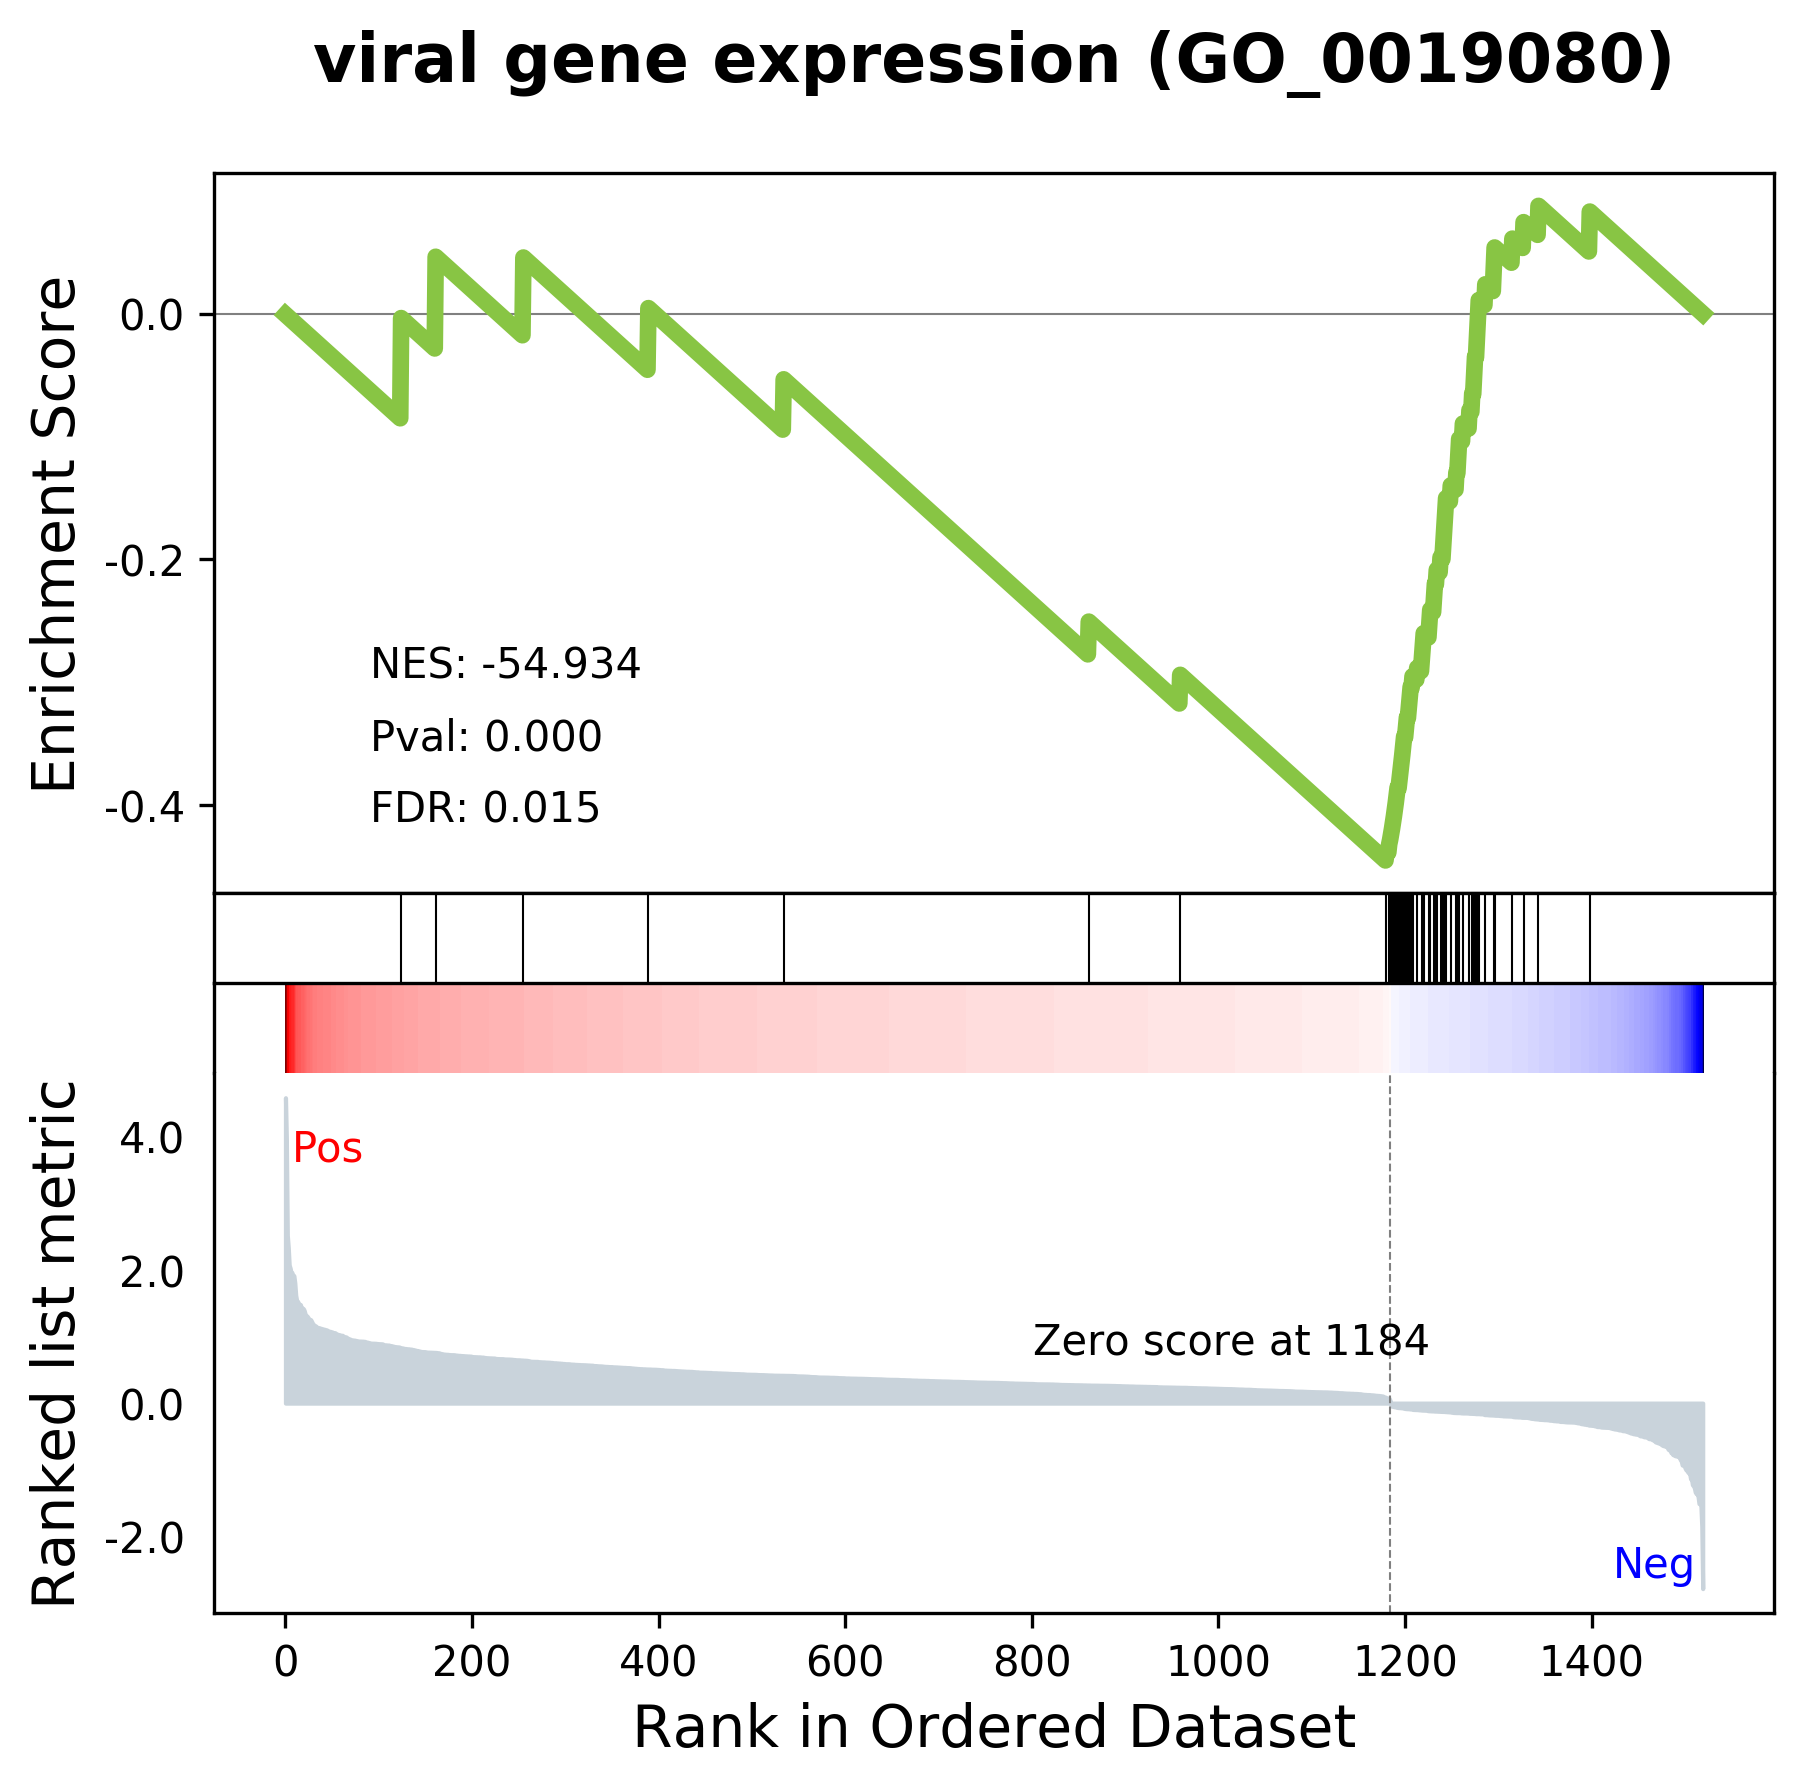 viral gene expression (GO_0019080)
Enrichment Score
0.0
-0.2
-0.4
NES: -54.934
Pval: 0.000
FDR: 0.015
Ranked list metric
4.0
2.0
0.0
-2.0
Pos
Zero score at 1184
Neg
0 200 400 600 800 1000 1200 1400
Rank in Ordered Dataset